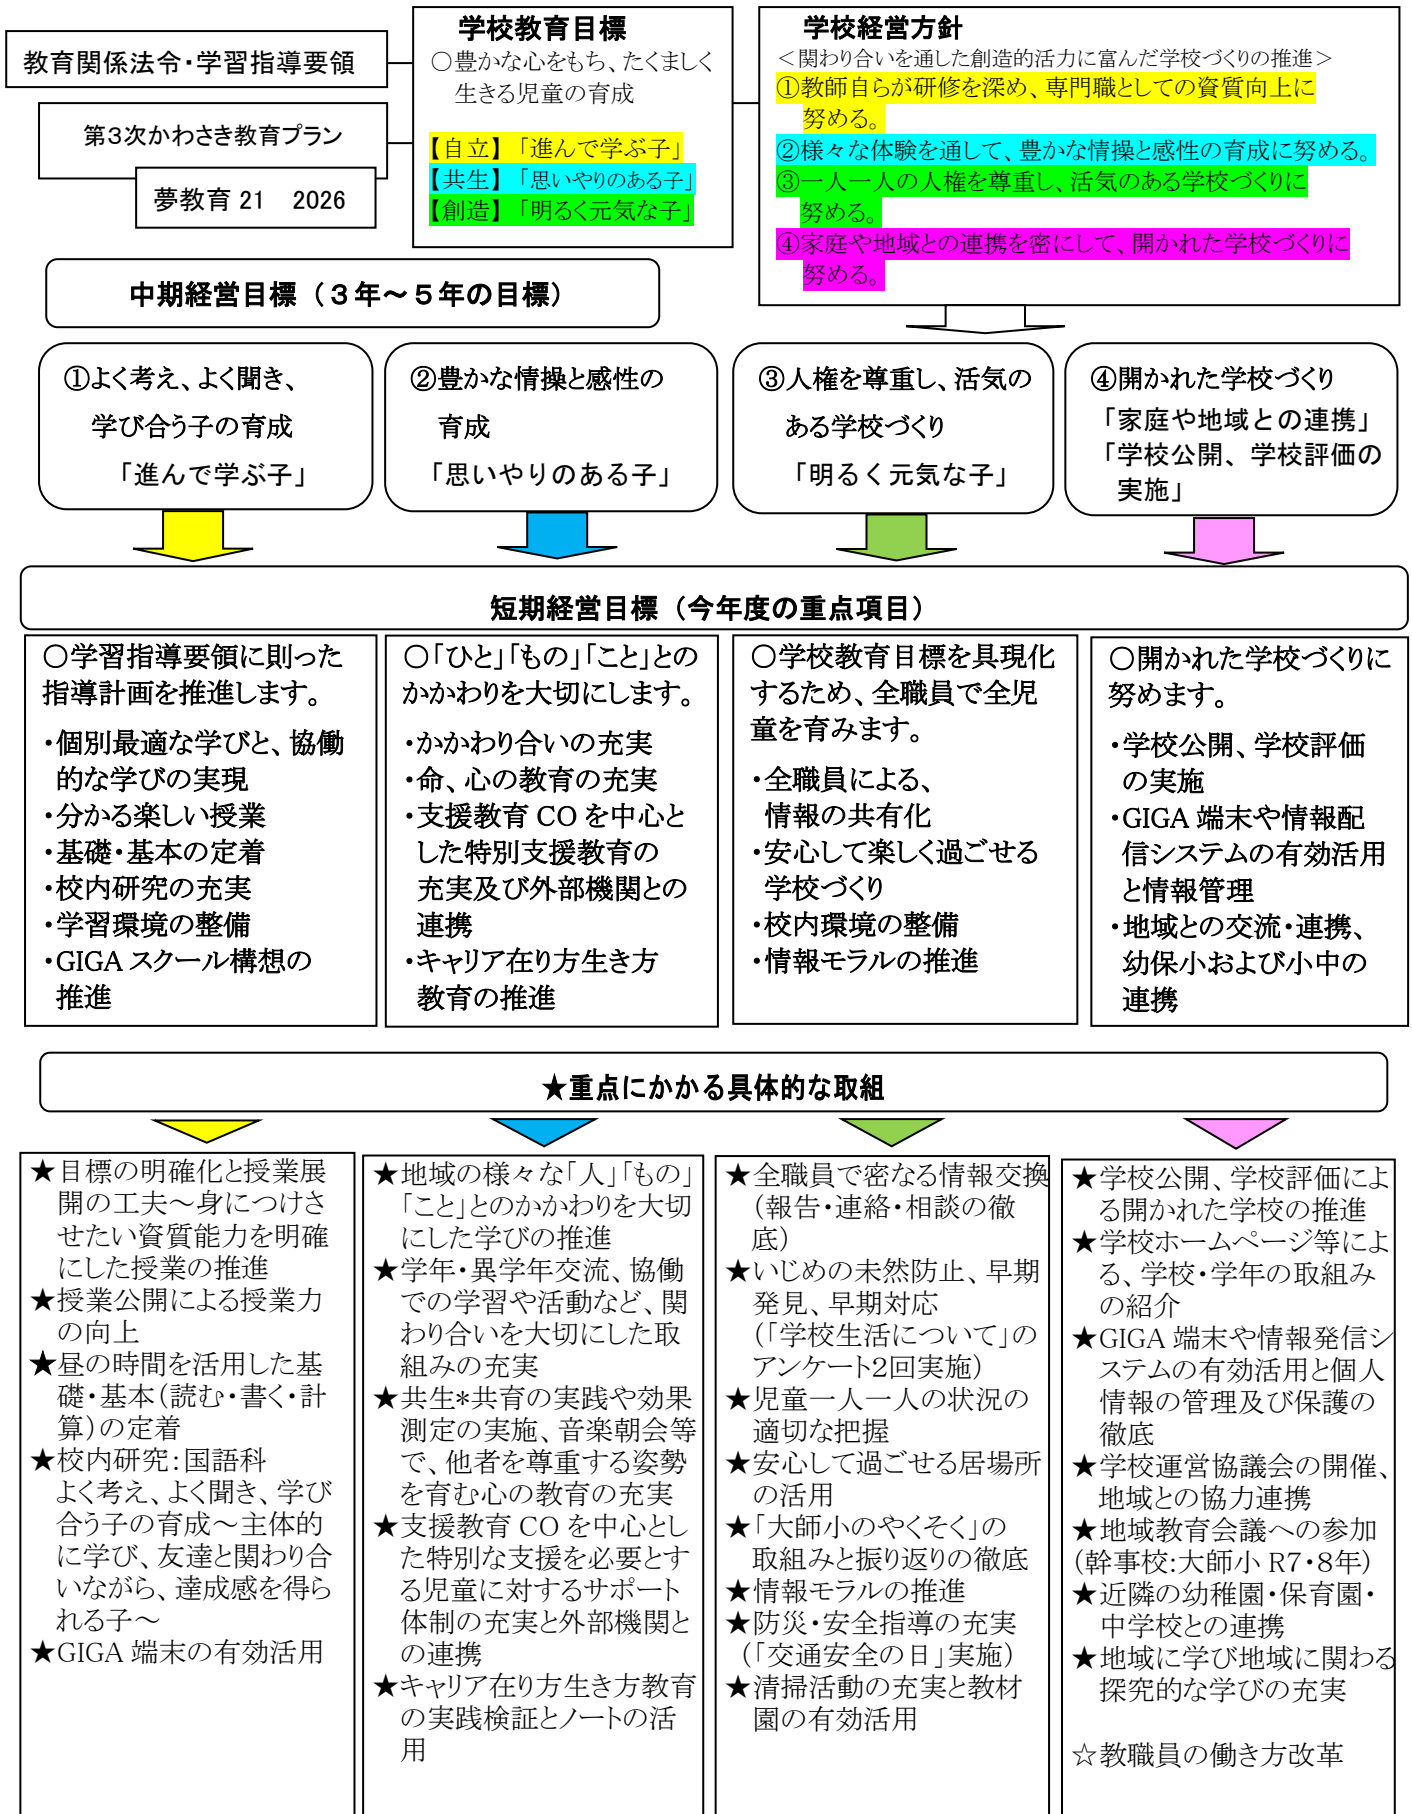 教育関係法令・学習指導要領
第３次かわさき教育プラン
夢教育 21　2026
学校教育目標
○豊かな心をもち、たくましく
生きる児童の育成
【自立】「進んで学ぶ子」
【共生】「思いやりのある子」
【創造】「明るく元気な子」
学校経営方針
＜関わり合いを通した創造的活力に富んだ学校づくりの推進＞
①教師自らが研修を深め、専門職としての資質向上に
努める。
②様々な体験を通して、豊かな情操と感性の育成に努める。
③一人一人の人権を尊重し、活気のある学校づくりに
努める。
④家庭や地域との連携を密にして、開かれた学校づくりに
努める。
中期経営目標（３年～５年の目標）
①よく考え、よく聞き、
学び合う子の育成
「進んで学ぶ子」
②豊かな情操と感性の
育成
「思いやりのある子」
③人権を尊重し、活気の
ある学校づくり
「明るく元気な子」
④開かれた学校づくり
「家庭や地域との連携」
「学校公開、学校評価の
実施」
短期経営目標（今年度の重点項目）
○学習指導要領に則った
指導計画を推進します。
・個別最適な学びと、協働
的な学びの実現
・分かる楽しい授業
・基礎・基本の定着
・校内研究の充実
・学習環境の整備
・GIGA スクール構想の
推進
○「ひと」「もの」「こと」との
かかわりを大切にします。
・かかわり合いの充実
・命、心の教育の充実
・支援教育 CO を中心と
した特別支援教育の
充実及び外部機関との
連携
・キャリア在り方生き方
教育の推進
○学校教育目標を具現化
するため、全職員で全児
童を育みます。
・全職員による、
情報の共有化
・安心して楽しく過ごせる
学校づくり
・校内環境の整備
・情報モラルの推進
○開かれた学校づくりに
努めます。
・学校公開、学校評価
の実施
・GIGA 端末や情報配
信システムの有効活用
と情報管理
・地域との交流・連携、
幼保小および小中の
連携
★重点にかかる具体的な取組
★目標の明確化と授業展
開の工夫～身につけさ
せたい資質能力を明確
にした授業の推進
★授業公開による授業力
の向上
★昼の時間を活用した基
礎・基本（読む・書く・計
算）の定着
★校内研究：国語科
よく考え、よく聞き、学び
合う子の育成～主体的
に学び、友達と関わり合
いながら、達成感を得ら
れる子～
★GIGA 端末の有効活用
★地域の様々な「人」「もの」
「こと」とのかかわりを大切
にした学びの推進
★学年・異学年交流、協働
での学習や活動など、関
わり合いを大切にした取
組みの充実
★共生*共育の実践や効果
測定の実施、音楽朝会等
で、他者を尊重する姿勢
を育む心の教育の充実
★支援教育 CO を中心とし
た特別な支援を必要とす
る児童に対するサポート
体制の充実と外部機関と
の連携
★キャリア在り方生き方教育
の実践検証とノートの活
用
★全職員で密なる情報交換
（報告・連絡・相談の徹
底）
★いじめの未然防止、早期
発見、早期対応
（「学校生活について」の
アンケート２回実施）
★児童一人一人の状況の
適切な把握
★安心して過ごせる居場所
の活用
★「大師小のやくそく」の
取組みと振り返りの徹底
★情報モラルの推進
★防災・安全指導の充実
（「交通安全の日」実施）
★清掃活動の充実と教材
園の有効活用
★学校公開、学校評価によ
る開かれた学校の推進
★学校ホームページ等によ
る、学校・学年の取組み
の紹介
★GIGA 端末や情報発信シ
ステムの有効活用と個人
情報の管理及び保護の
徹底
★学校運営協議会の開催、
地域との協力連携
★地域教育会議への参加
（幹事校：大師小 R7・8年）
★近隣の幼稚園・保育園・
中学校との連携
★地域に学び地域に関わる
探究的な学びの充実
☆教職員の働き方改革